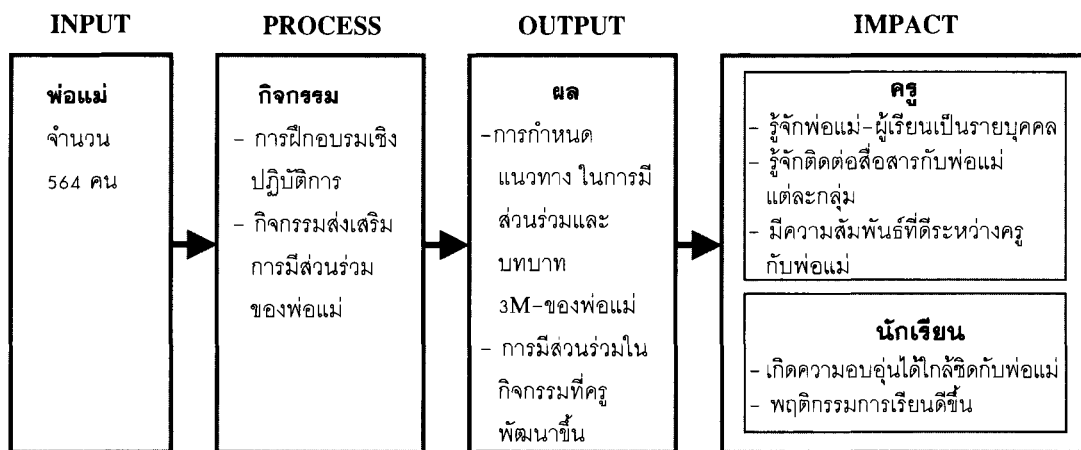 INPUT
PROCESS
OUTPUT
IMPACT
พ่อแม่
จำนวน
564 คน
กิจกรรม
- การฝึกอบรมเชิง
ปฏิบัติการ
- กิจกรรมส่งเสริม
การมีส่วนร่วม
ของพ่อแม่
ผล
-การกำหนด
แนวทาง ในการมี
ส่วนร่วมและ
บทบาท
3M-ของพ่อแม่
- การมีส่วนร่วมใน
กิจกรรมที่ครู
พัฒนาขึ้น
ครู
- รู้จักพ่อแม่-ผู้เรียนเป็นรายบุคคล
- รู้จักติดต่อสื่อสารกับพ่อแม่
แต่ละกลุ่ม
- มีความสัมพันธ์ที่ดีระหว่างครู
กับพ่อแม่
นักเรียน
- เกิดความอบอุ่นได้ใกล้ชิดกับพ่อแม่
- พฤติกรรมการเรียนดีขึ้น